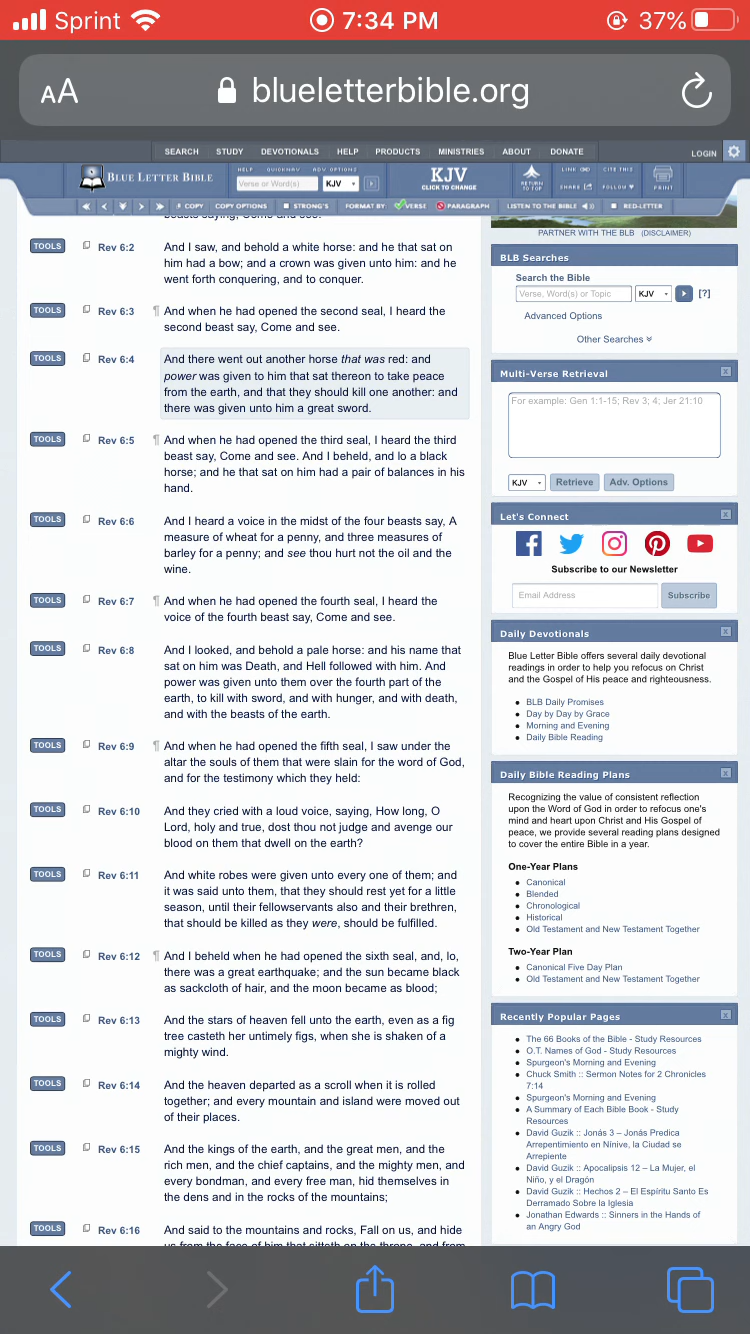 Sprint 7:34 PM 37%
AA blueletterbible.org
SEARCH STUDY DEVOTIONALS HELP PRODUCTS MINISTRIES ABOUT DONATE LOGIN
BLUE LETTER BIBLE
HELP QUICKNAV ADV OPTIONS
Verse or Word(s) KJV
KJV
CLICK TO CHANGE
RETURN TO TOP
LINK CITE THIS
SHARE FOLLOW
PRINT
COPY COPY OPTIONS STRONG'S FORMAT BY VERSE PARAGRAPH LISTEN TO THE BIBLE RED-LETTER
beasts saying, Come and see.
TOOLS Rev 6:2 And I saw, and behold a white horse: and he that sat on
him had a bow; and a crown was given unto him: and he
went forth conquering, and to conquer.
TOOLS Rev 6:3 ¶ And when he had opened the second seal, I heard the
second beast say, Come and see.
TOOLS Rev 6:4 And there went out another horse that was red: and
power was given to him that sat thereon to take peace
from the earth, and that they should kill one another: and
there was given unto him a great sword.
TOOLS Rev 6:5 ¶ And when he had opened the third seal, I heard the third
beast say, Come and see. And I beheld, and lo a black
horse; and he that sat on him had a pair of balances in his
hand.
TOOLS Rev 6:6 And I heard a voice in the midst of the four beasts say, A
measure of wheat for a penny, and three measures of
barley for a penny; and see thou hurt not the oil and the
wine.
TOOLS Rev 6:7 ¶ And when he had opened the fourth seal, I heard the
voice of the fourth beast say, Come and see.
TOOLS Rev 6:8 And I looked, and behold a pale horse: and his name that
sat on him was Death, and Hell followed with him. And
power was given unto them over the fourth part of the
earth, to kill with sword, and with hunger, and with death,
and with the beasts of the earth.
TOOLS Rev 6:9 ¶ And when he had opened the fifth seal, I saw under the
altar the souls of them that were slain for the word of God,
and for the testimony which they held:
TOOLS Rev 6:10 And they cried with a loud voice, saying, How long, O
Lord, holy and true, dost thou not judge and avenge our
blood on them that dwell on the earth?
TOOLS Rev 6:11 And white robes were given unto every one of them; and
it was said unto them, that they should rest yet for a little
season, until their fellowservants also and their brethren,
that should be killed as they were, should be fulfilled.
TOOLS Rev 6:12 ¶ And I beheld when he had opened the sixth seal, and, lo,
there was a great earthquake; and the sun became black
as sackcloth of hair, and the moon became as blood;
TOOLS Rev 6:13 And the stars of heaven fell unto the earth, even as a fig
tree casteth her untimely figs, when she is shaken of a
mighty wind.
TOOLS Rev 6:14 And the heaven departed as a scroll when it is rolled
together; and every mountain and island were moved out
of their places.
TOOLS Rev 6:15 And the kings of the earth, and the great men, and the
rich men, and the chief captains, and the mighty men, and
every bondman, and every free man, hid themselves in
the dens and in the rocks of the mountains;
TOOLS Rev 6:16 And said to the mountains and rocks, Fall on us, and hide
us from the face of him that sitteth on the throne, and from
PARTNER WITH THE BLB (DISCLAIMER)
BLB Searches
Search the Bible
Verse, Word(s) or Topic KJV [?]
Advanced Options
Other Searches
Multi-Verse Retrieval x
For example: Gen 1:1-15; Rev 3; 4; Jer 21:10
KJV Retrieve Adv. Options
Let's Connect x
Subscribe to our Newsletter
Email Address Subscribe
Daily Devotionals x
Blue Letter Bible offers several daily devotional
readings in order to help you refocus on Christ
and the Gospel of His peace and righteousness.
BLB Daily Promises
Day by Day by Grace
Morning and Evening
Daily Bible Reading
Daily Bible Reading Plans x
Recognizing the value of consistent reflection
upon the Word of God in order to refocus one's
mind and heart upon Christ and His Gospel of
peace, we provide several reading plans designed
to cover the entire Bible in a year.
One-Year Plans
Canonical
Blended
Chronological
Historical
Old Testament and New Testament Together
Two-Year Plan
Canonical Five Day Plan
Old Testament and New Testament Together
Recently Popular Pages x
The 66 Books of the Bible - Study Resources
O.T. Names of God - Study Resources
Spurgeon's Morning and Evening
Chuck Smith :: Sermon Notes for 2 Chronicles
7:14
Spurgeon's Morning and Evening
A Summary of Each Bible Book - Study
Resources
David Guzik :: Jonás 3 – Jonás Predica
Arrepentimiento en Nínive, la Ciudad se
Arrepiente
David Guzik :: Apocalipsis 12 – La Mujer, el
Niño, y el Dragón
David Guzik :: Hechos 2 – El Espíritu Santo Es
Derramado Sobre la Iglesia
Jonathan Edwards :: Sinners in the Hands of
an Angry God